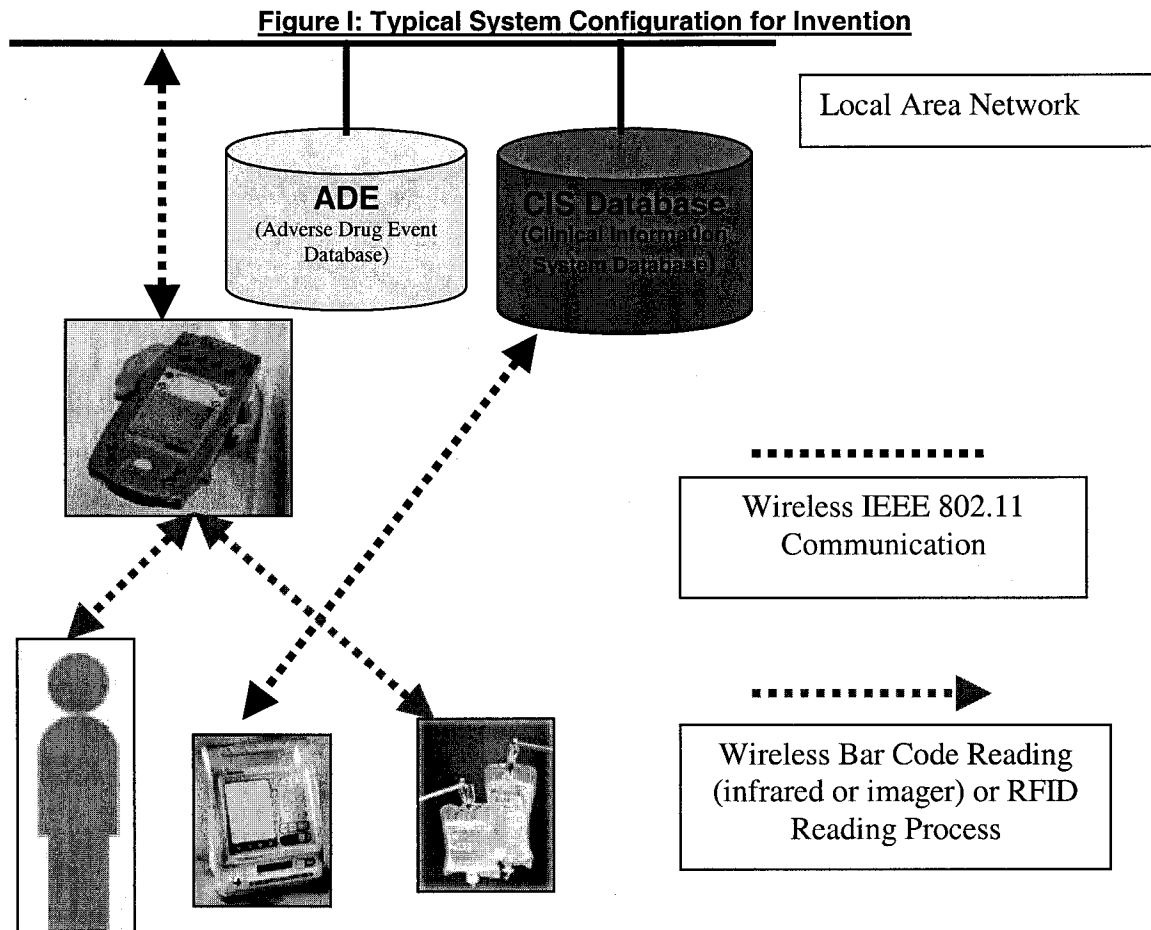 Figure I: Typical System Configuration for Invention
Local Area Network
ADE
(Adverse Drug Event
Database)
CIS Database
(Clinical Information
System Database)
Wireless IEEE 802.11
Communication
Wireless Bar Code Reading
(infrared or imager) or RFID
Reading Process